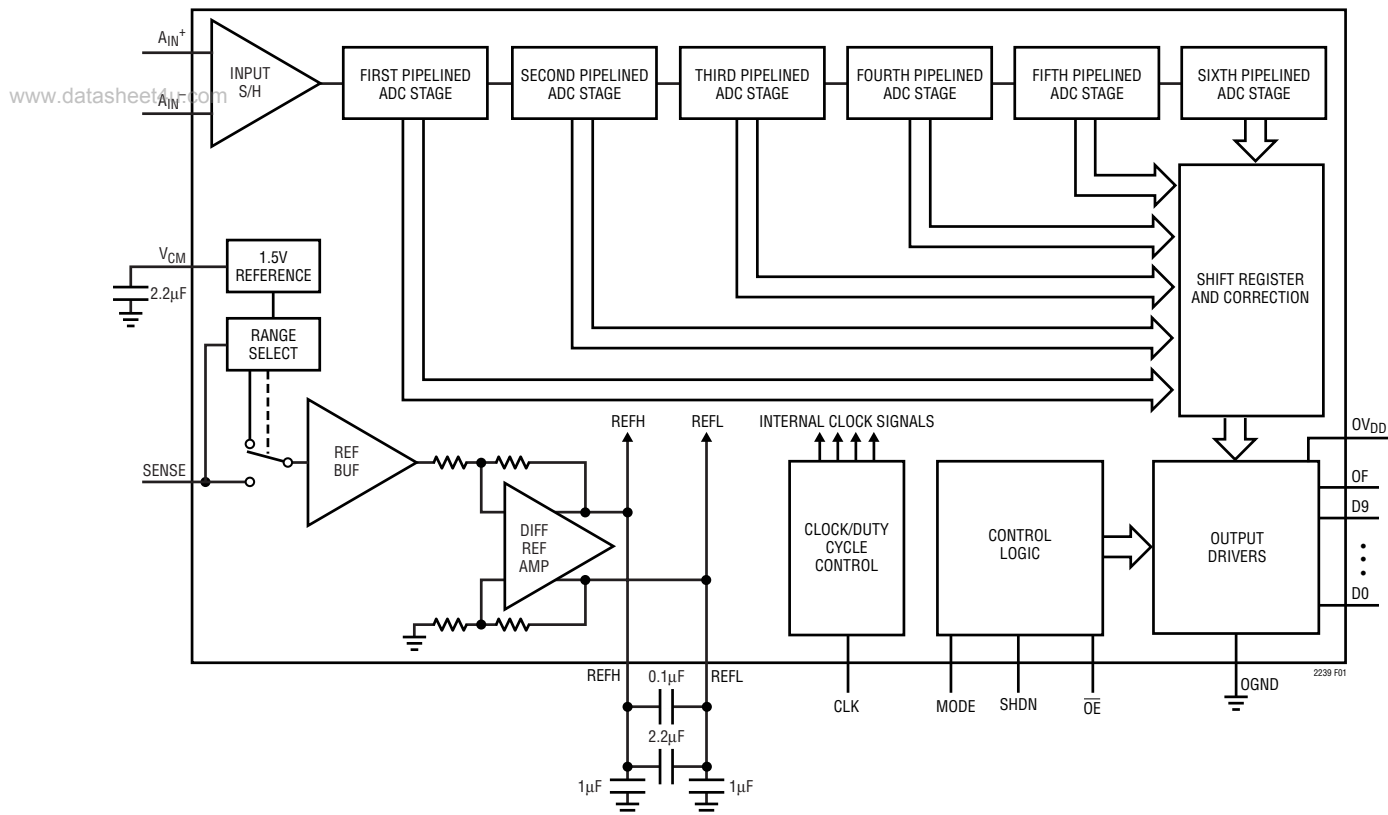 AIN+
INPUT
S/H
FIRST PIPELINED
ADC STAGE
SECOND PIPELINED
ADC STAGE
THIRD PIPELINED
ADC STAGE
FOURTH PIPELINED
ADC STAGE
FIFTH PIPELINED
ADC STAGE
SIXTH PIPELINED
ADC STAGE
www.datasheet4u.com
AIN–
SHIFT REGISTER
AND CORRECTION
VCM
2.2µF
1.5V
REFERENCE
RANGE
SELECT
SENSE
REF
BUF
DIFF
REF
AMP
REFH
REFL
INTERNAL CLOCK SIGNALS
CLOCK/DUTY
CYCLE
CONTROL
CONTROL
LOGIC
OUTPUT
DRIVERS
OVDD
OF
D9
D0
REFH
0.1µF
REFL
2.2µF
1µF
1µF
CLK
MODE
SHDN
OE
OGND
2239 F01